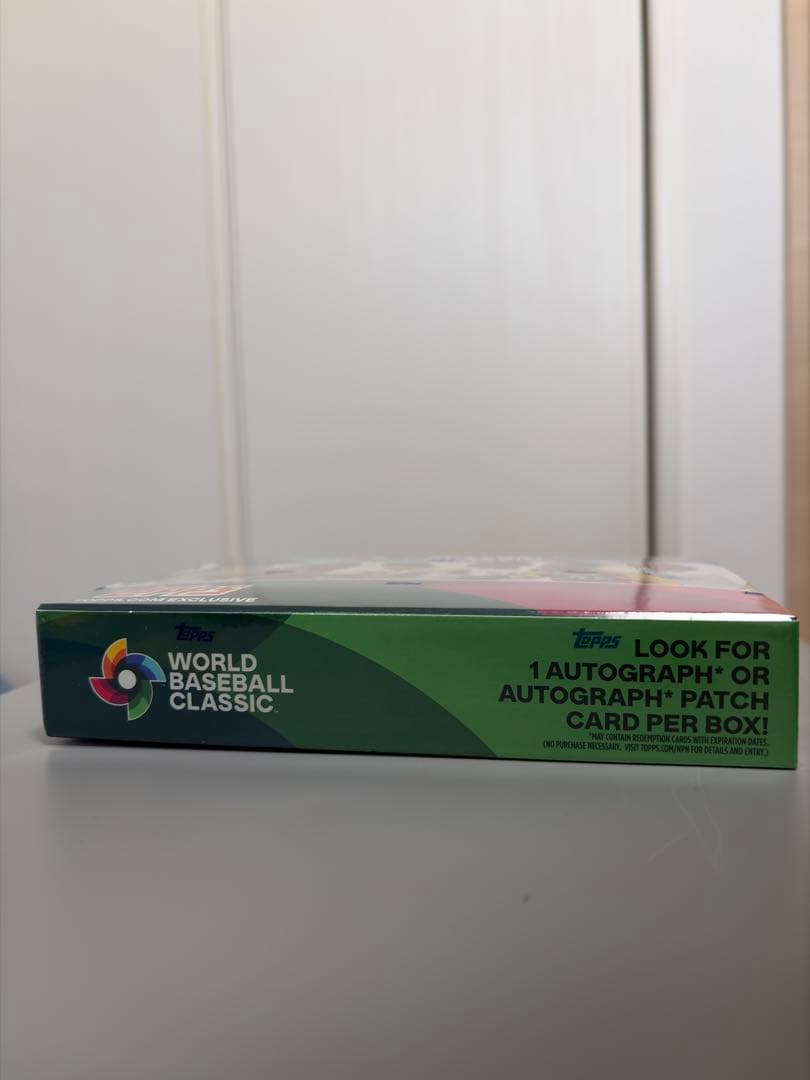 .COM EXCLUSIVE
topps
WORLD
BASEBALL
CLASSIC
topps LOOK FOR
1 AUTOGRAPH* OR
AUTOGRAPH* PATCH
CARD PER BOX!
*MAY CONTAIN REDEMPTION CARDS WITH EXPIRATION DATES.
(NO PURCHASE NECESSARY. VISIT TOPPS.COM/NPN FOR DETAILS AND ENTRY.)